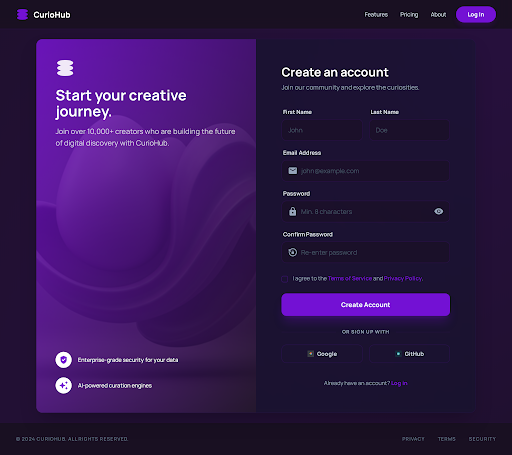 CurioHub
Features Pricing About Log In
Start your creative
journey.
Join over 10,000+ creators who are building the future
of digital discovery with CurioHub.
Enterprise-grade security for your data
AI-powered curation engines
Create an account
Join our community and explore the curiosities.
First Name Last Name
John Doe
Email Address
john@example.com
Password
Min. 8 characters
Confirm Password
Re-enter password
I agree to the Terms of Service and Privacy Policy.
Create Account
OR SIGN UP WITH
Google GitHub
Already have an account? Log in
© 2024 CURIOHUB. ALL RIGHTS RESERVED.
PRIVACY TERMS SECURITY